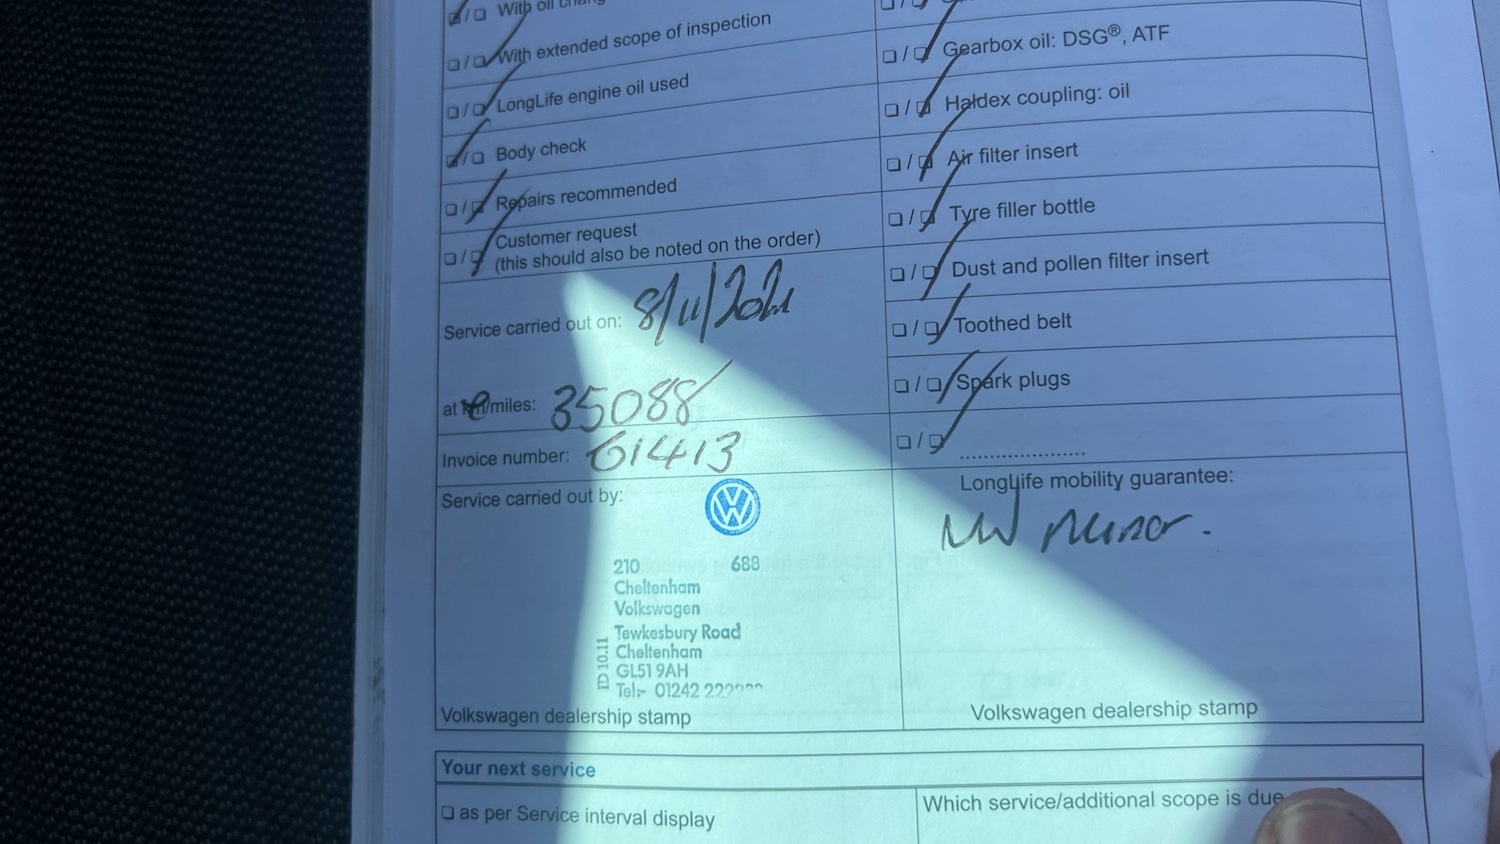 With oil
With extended scope of inspection
LongLife engine oil used
Body check
Repairs recommended
Customer request
(this should also be noted on the order)
Service carried out on: 8/11/2021
at /miles: 35088
Invoice number: 61413
Service carried out by:
210 688
Cheltenham
Volkswagen
Tewkesbury Road
Cheltenham
GL51 9AH
Tel:- 01242
ID 10.11
Volkswagen dealership stamp
Gearbox oil: DSG®, ATF
Haldex coupling: oil
Air filter insert
Tyre filler bottle
Dust and pollen filter insert
Toothed belt
Spark plugs
.....................
LongLife mobility guarantee:
Volkswagen dealership stamp
Your next service
as per Service interval display
Which service/additional scope is due